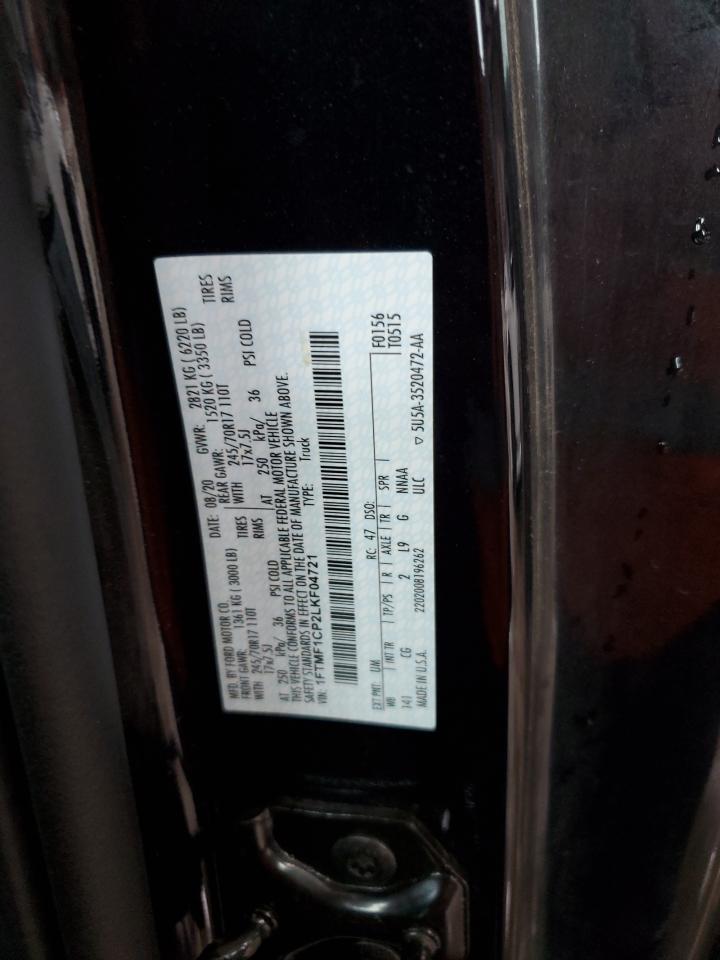 MFD. BY FORD MOTOR CO. DATE: 08/20 GVWR: 2821 KG ( 6220 LB)
FRONT GAWR: 1361 KG ( 3000 LB) REAR GAWR: 1520 KG ( 3350 LB)
WITH 245/70R17 110T TIRES WITH 245/70R17 110T TIRES
17x7.5J RIMS 17x7.5J RIMS
AT 250 kPa/ 36 PSI COLD AT 250 kPa/ 36 PSI COLD
THIS VEHICLE CONFORMS TO ALL APPLICABLE FEDERAL MOTOR VEHICLE
SAFETY STANDARDS IN EFFECT ON THE DATE OF MANUFACTURE SHOWN ABOVE.
VIN: 1FTMF1CP2LKF04721 TYPE: Truck
EXT PNT: UM RC: 47 DSO: F0156
WB INT TR TP/PS R AXLE TR SPR T0515
141 CG 2 L9 G NNAA
MADE IN U.S.A. 2202008196262 ULC ▽ 5U5A-3520472-AA